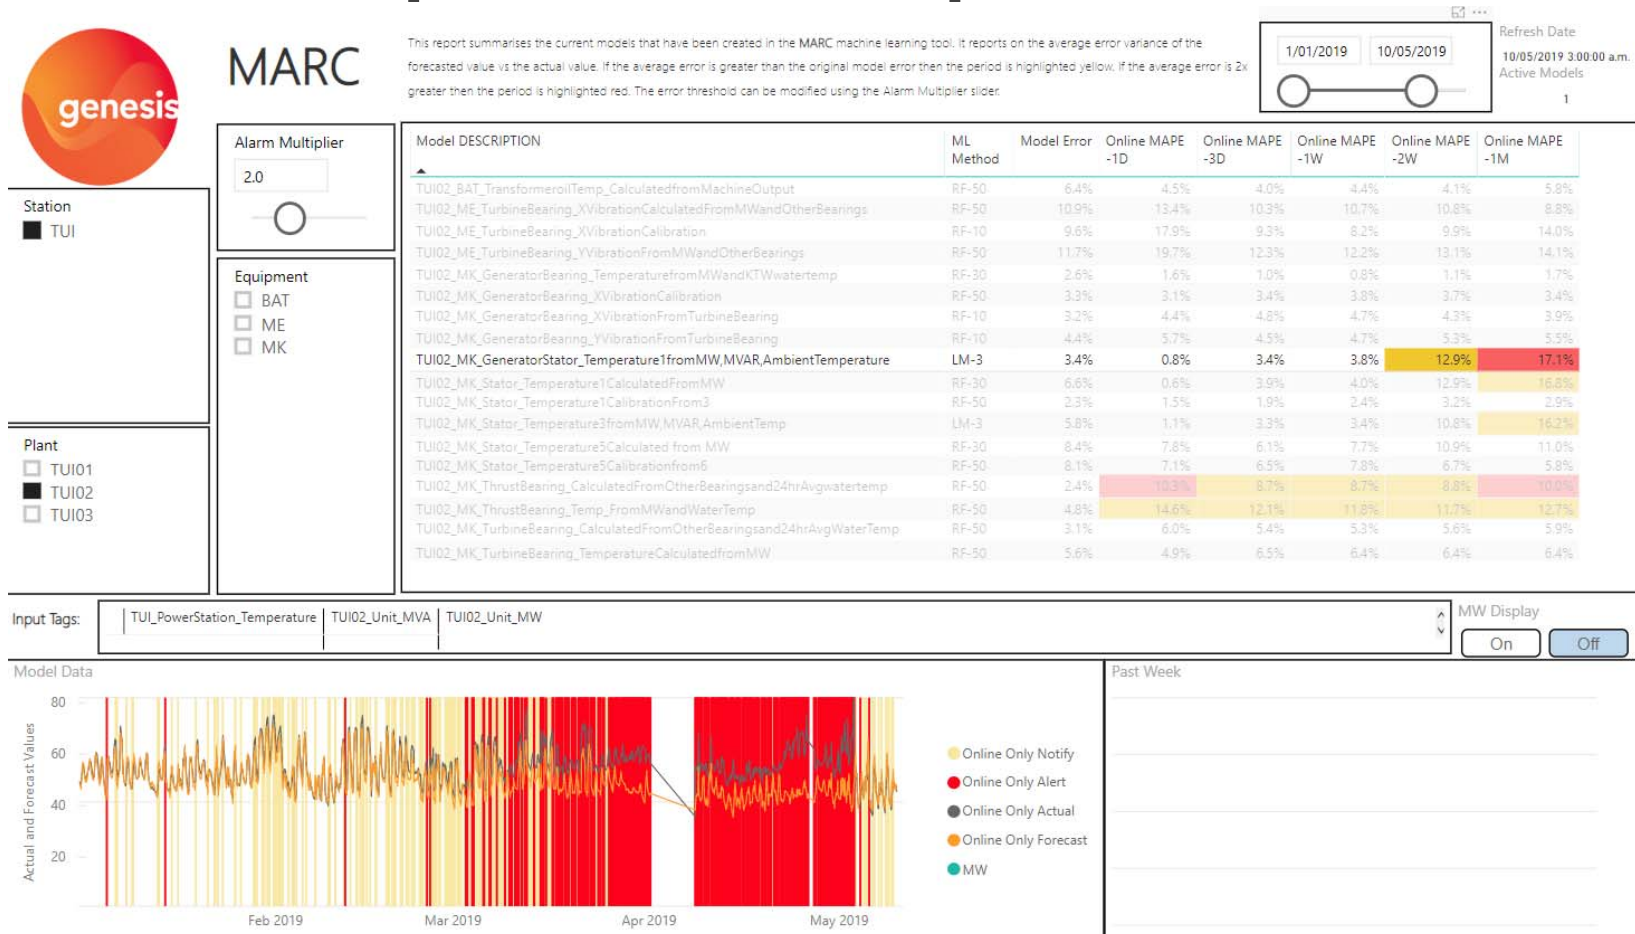 genesis
MARC
This report summarises the current models that have been created in the MARC machine learning tool. It reports on the average error variance of the
forecasted value vs the actual value. If the average error is greater than the original model error then the period is highlighted yellow. If the average error is 2x
greater then the period is highlighted red. The error threshold can be modified using the Alarm Multiplier slider.
1/01/2019 10/05/2019
Refresh Date
10/05/2019 3:00:00 a.m.
Active Models
1
Station
TUI
Plant
TUI01
TUI02
TUI03
Alarm Multiplier
2.0
Equipment
BAT
ME
MK
Model DESCRIPTION ML Method Model Error Online MAPE -1D Online MAPE -3D Online MAPE -1W Online MAPE -2W Online MAPE -1M
TUI02_BAT_TransformeroilTemp_CalculatedfromMachineOutput RF-50 6.4% 4.5% 4.0% 4.4% 4.1% 5.8%
TUI02_ME_TurbineBearing_XVibrationCalculatedFromMWandOtherBearings RF-50 10.9% 13.4% 10.3% 10.7% 10.8% 8.8%
TUI02_ME_TurbineBearing_XVibrationCalibration RF-10 9.6% 17.9% 9.3% 8.2% 9.9% 14.0%
TUI02_ME_TurbineBearing_YVibrationFromMWandOtherBearings RF-50 11.7% 19.7% 12.3% 12.2% 13.1% 14.1%
TUI02_MK_GeneratorBearing_TemperaturefromMWandKTWwatertemp RF-30 2.6% 1.6% 1.0% 0.8% 1.1% 1.7%
TUI02_MK_GeneratorBearing_XVibrationCalibration RF-50 3.3% 3.1% 3.4% 3.8% 3.7% 3.4%
TUI02_MK_GeneratorBearing_XVibrationFromTurbineBearing RF-10 3.2% 4.4% 4.8% 4.7% 4.3% 3.9%
TUI02_MK_GeneratorBearing_YVibrationFromTurbineBearing RF-10 4.4% 5.7% 4.5% 4.7% 5.3% 5.5%
TUI02_MK_GeneratorStator_Temperature1fromMW,MVAR,AmbientTemperature LM-3 3.4% 0.8% 3.4% 3.8% 12.9% 17.1%
TUI02_MK_Stator_Temperature1CalculatedFromMW RF-30 6.6% 0.6% 3.9% 4.0% 12.9% 16.8%
TUI02_MK_Stator_Temperature1CalibrationFrom3 RF-50 2.3% 1.5% 1.9% 2.4% 3.2% 2.9%
TUI02_MK_Stator_Temperature3fromMW,MVAR,AmbientTemp LM-3 5.8% 1.1% 3.3% 3.4% 10.8% 16.2%
TUI02_MK_Stator_Temperature5Calculated from MW RF-30 8.4% 7.8% 6.1% 7.7% 10.9% 11.0%
TUI02_MK_Stator_Temperature5Calibrationfrom6 RF-50 8.1% 7.1% 6.5% 7.8% 6.7% 5.8%
TUI02_MK_ThrustBearing_CalculatedFromOtherBearingsand24hrAvgwatertemp RF-50 2.4% 10.3% 8.7% 8.7% 8.8% 10.0%
TUI02_MK_ThrustBearing_Temp_FromMWandWaterTemp RF-50 4.8% 14.6% 12.1% 11.8% 11.7% 12.7%
TUI02_MK_TurbineBearing_CalculatedFromOtherBearingsand24hrAvgWaterTemp RF-50 3.1% 6.0% 5.4% 5.3% 5.6% 5.9%
TUI02_MK_TurbineBearing_TemperatureCalculatedfromMW RF-50 5.6% 4.9% 6.5% 6.4% 6.4% 6.4%
Input Tags: TUI_PowerStation_Temperature TUI02_Unit_MVA TUI02_Unit_MW
MW Display
On Off
Model Data
Actual and Forecast Values
80
60
40
20
Feb 2019 Mar 2019 Apr 2019 May 2019
Online Only Notify
Online Only Alert
Online Only Actual
Online Only Forecast
MW
Past Week